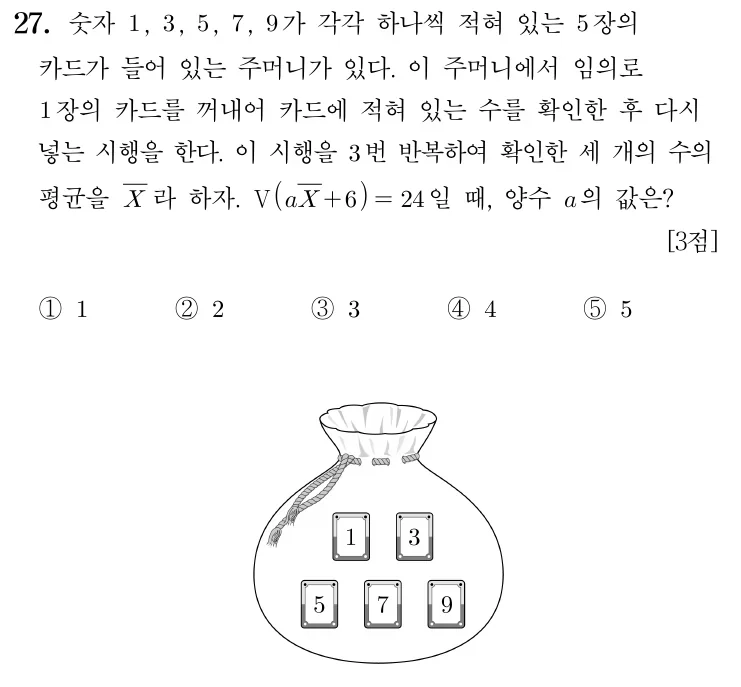 27. 숫자 1, 3, 5, 7, 9가 각각 하나씩 적혀 있는 5장의
카드가 들어 있는 주머니가 있다. 이 주머니에서 임의로
1장의 카드를 꺼내어 카드에 적혀 있는 수를 확인한 후 다시
넣는 시행을 한다. 이 시행을 3번 반복하여 확인한 세 개의 수의
평균을 X̅ 라 하자. V(aX̅+6)=24일 때, 양수 a의 값은?
[3점]
① 1 ② 2 ③ 3 ④ 4 ⑤ 5
1 3
5 7 9